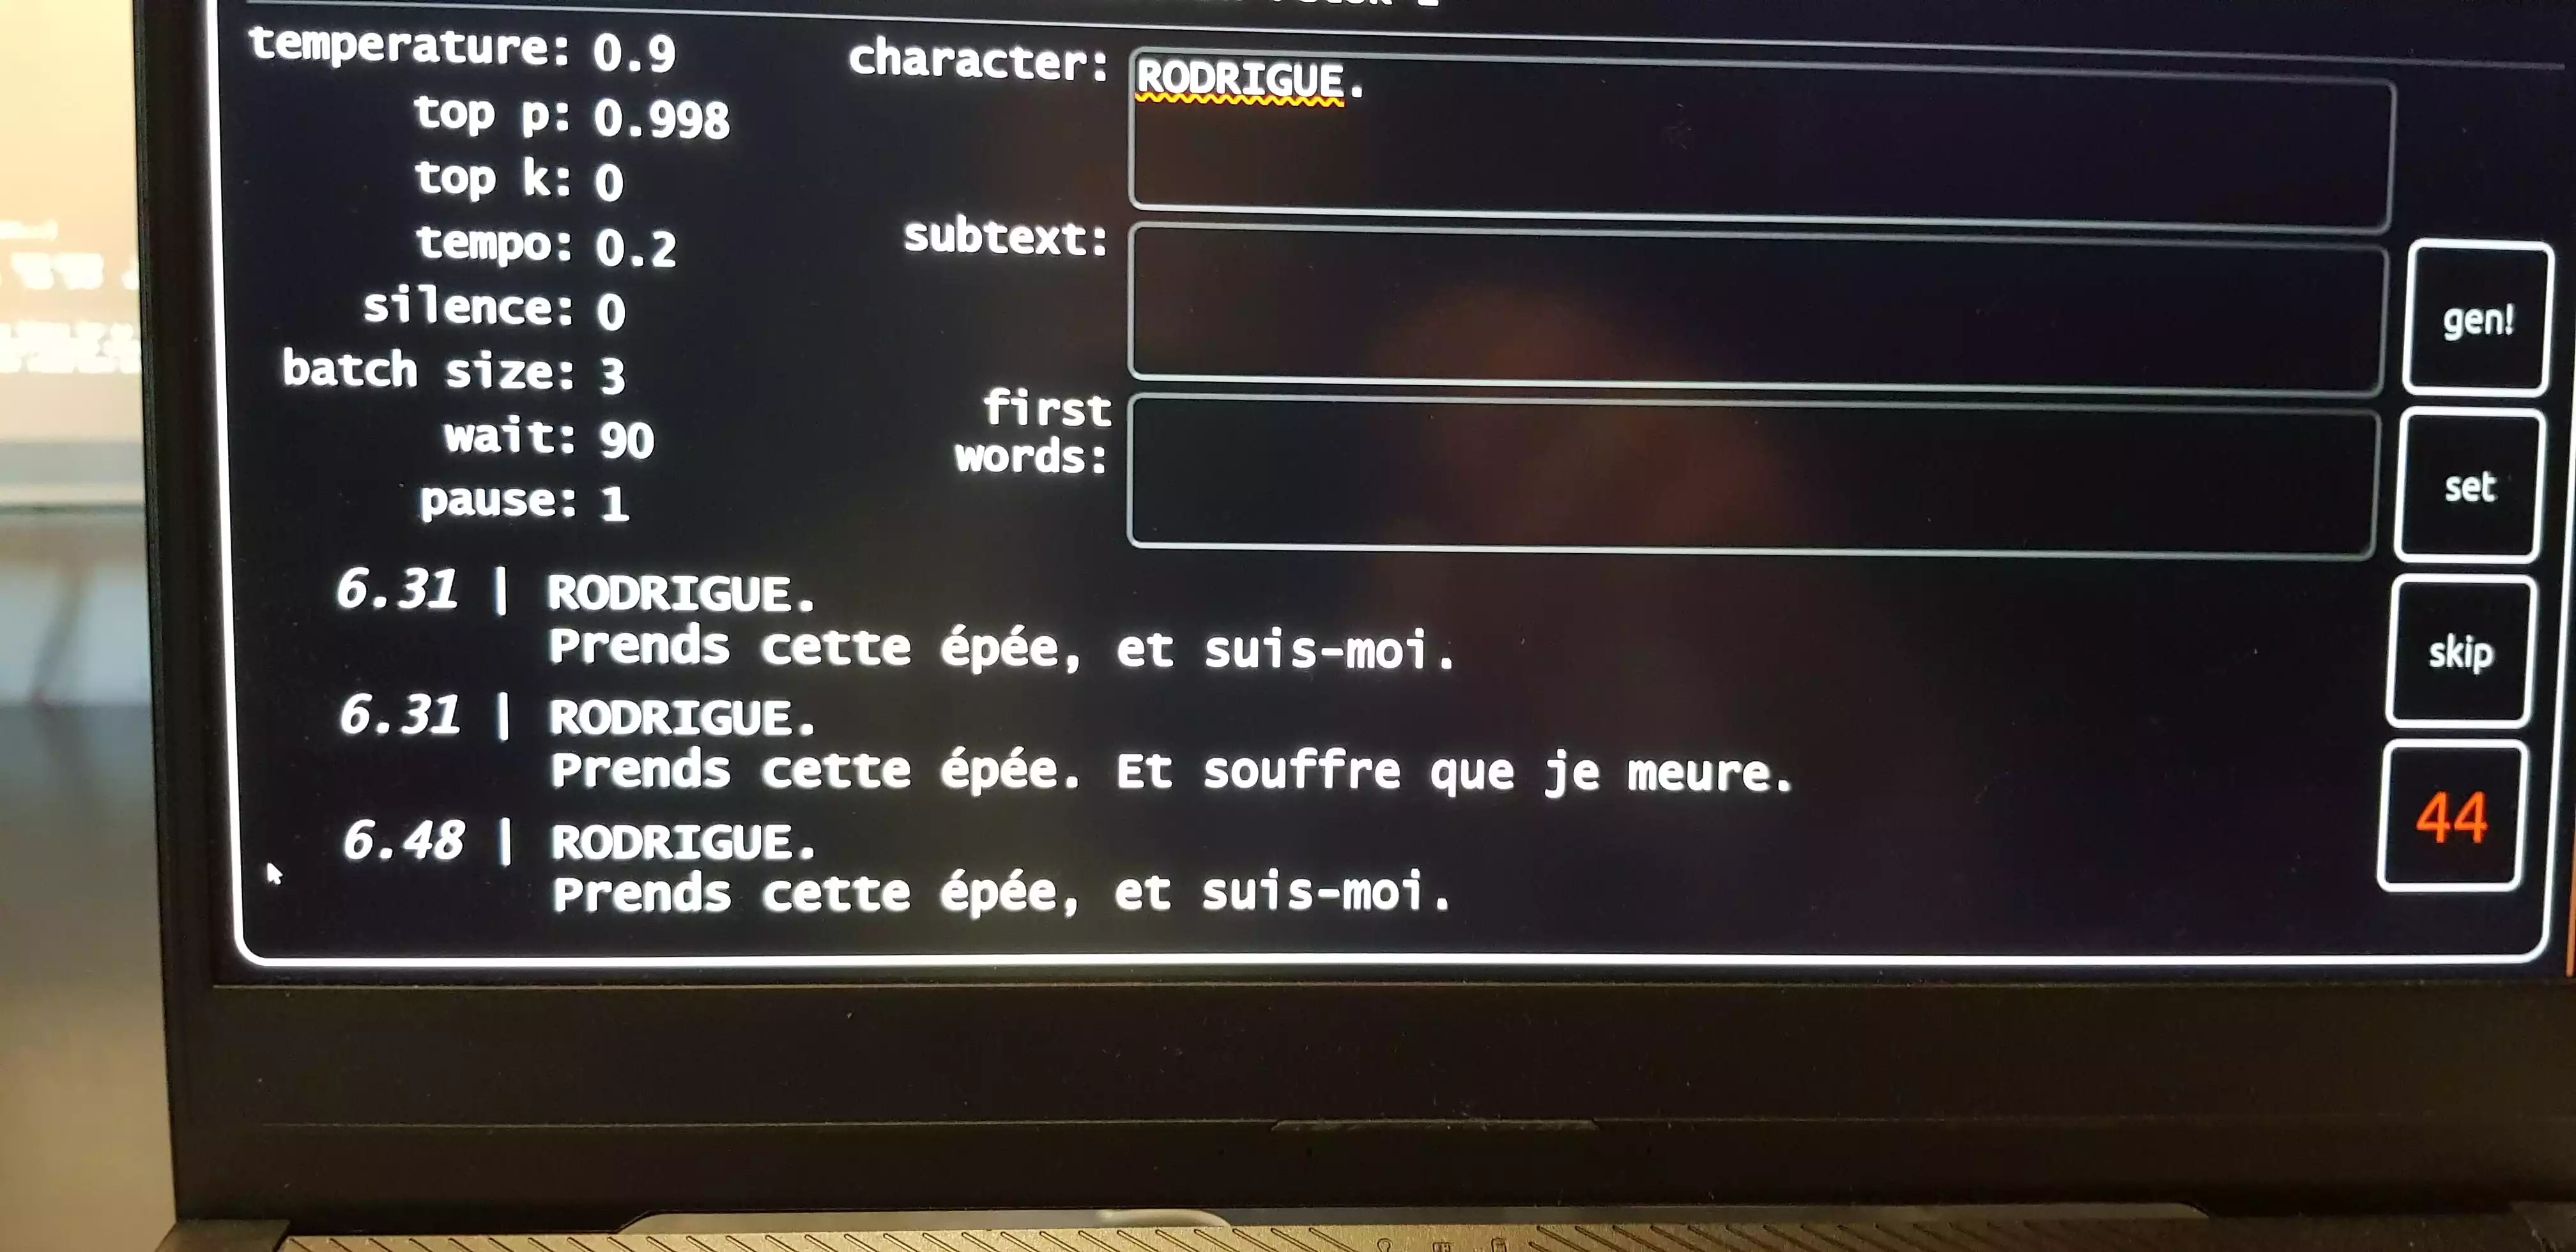 temperature: 0.9
top p: 0.998
top k: 0
tempo: 0.2
silence: 0
batch size: 3
wait: 90
pause: 1
character: RODRIGUE.
subtext:
first
words:
gen!
set
skip
44
6.31 | RODRIGUE.
Prends cette épée, et suis-moi.
6.31 | RODRIGUE.
Prends cette épée. Et souffre que je meure.
6.48 | RODRIGUE.
Prends cette épée, et suis-moi.